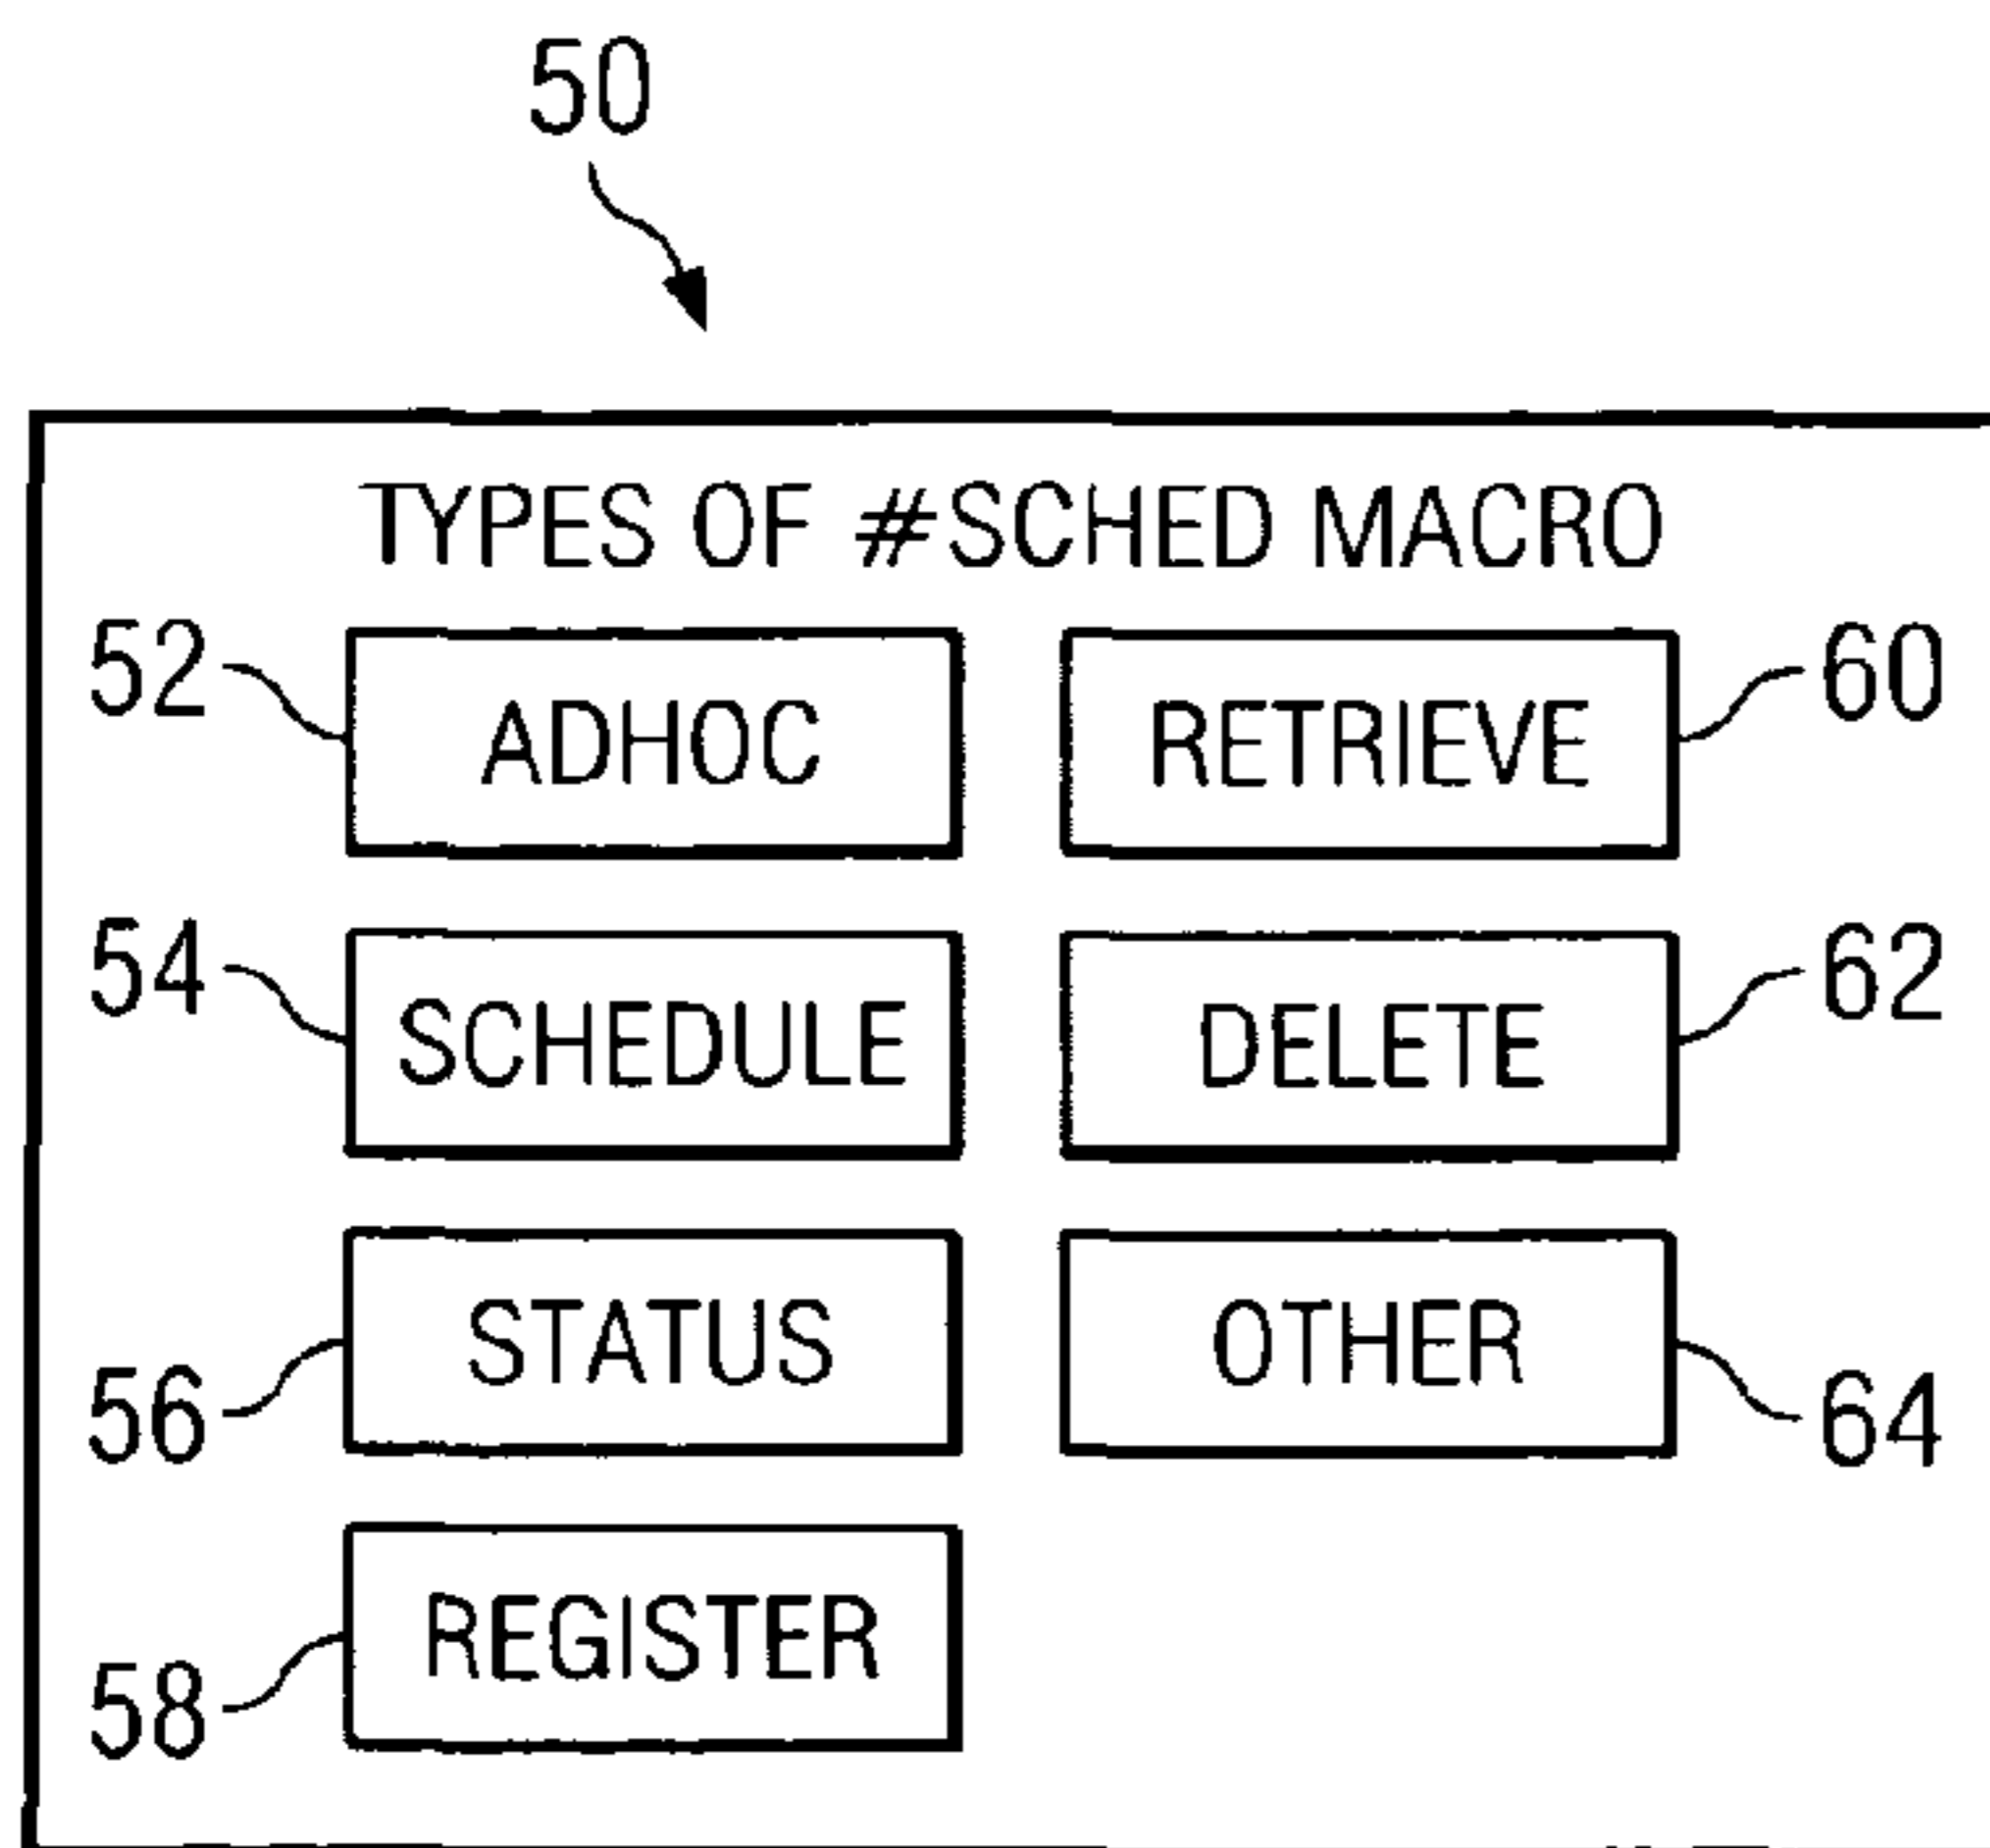 50
TYPES OF #SCHED MACRO
52 ADHOC RETRIEVE 60
54 SCHEDULE DELETE 62
56 STATUS OTHER 64
58 REGISTER